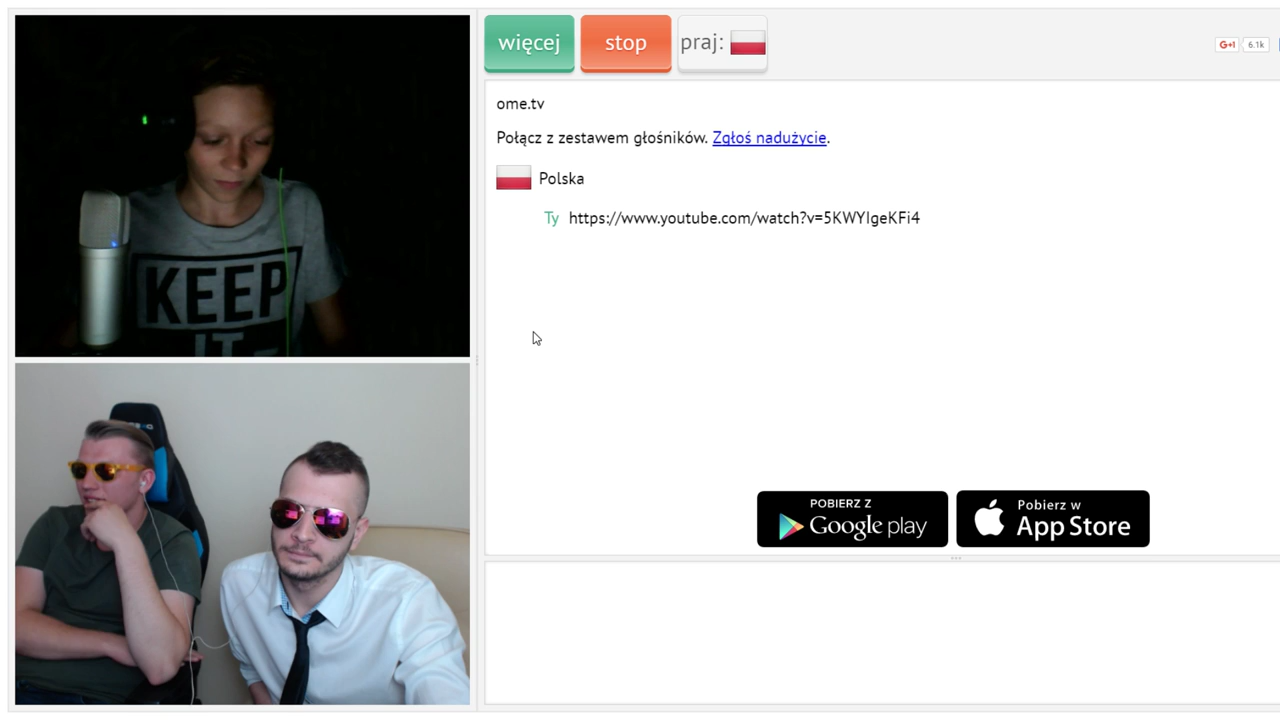 więcej
stop
praj:
G+1 6.1k
ome.tv
Połącz z zestawem głośników. Zgłoś nadużycie.
Polska
Ty https://www.youtube.com/watch?v=5KWYIgeKFi4
KEEP
IT
POBIERZ Z
Google play
Pobierz w
App Store